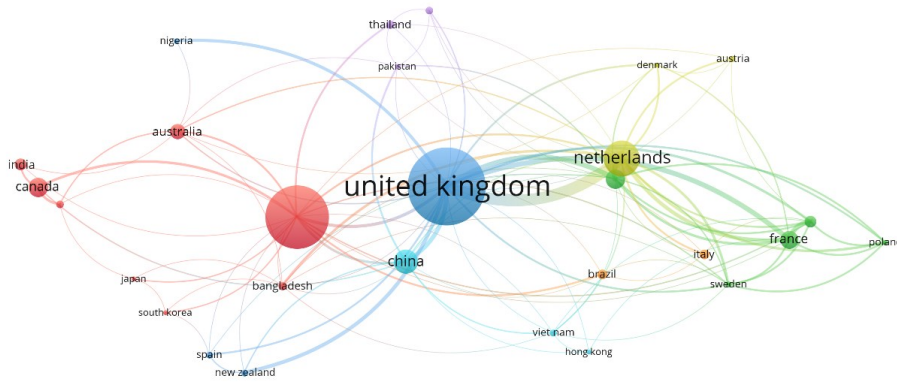 thailand
nigeria
pakistan
denmark
austria
australia
netherlands
india
canada
united kingdom
france
poland
china
italy
brazil
japan
bangladesh
sweden
south korea
viet nam
hong kong
spain
new zealand